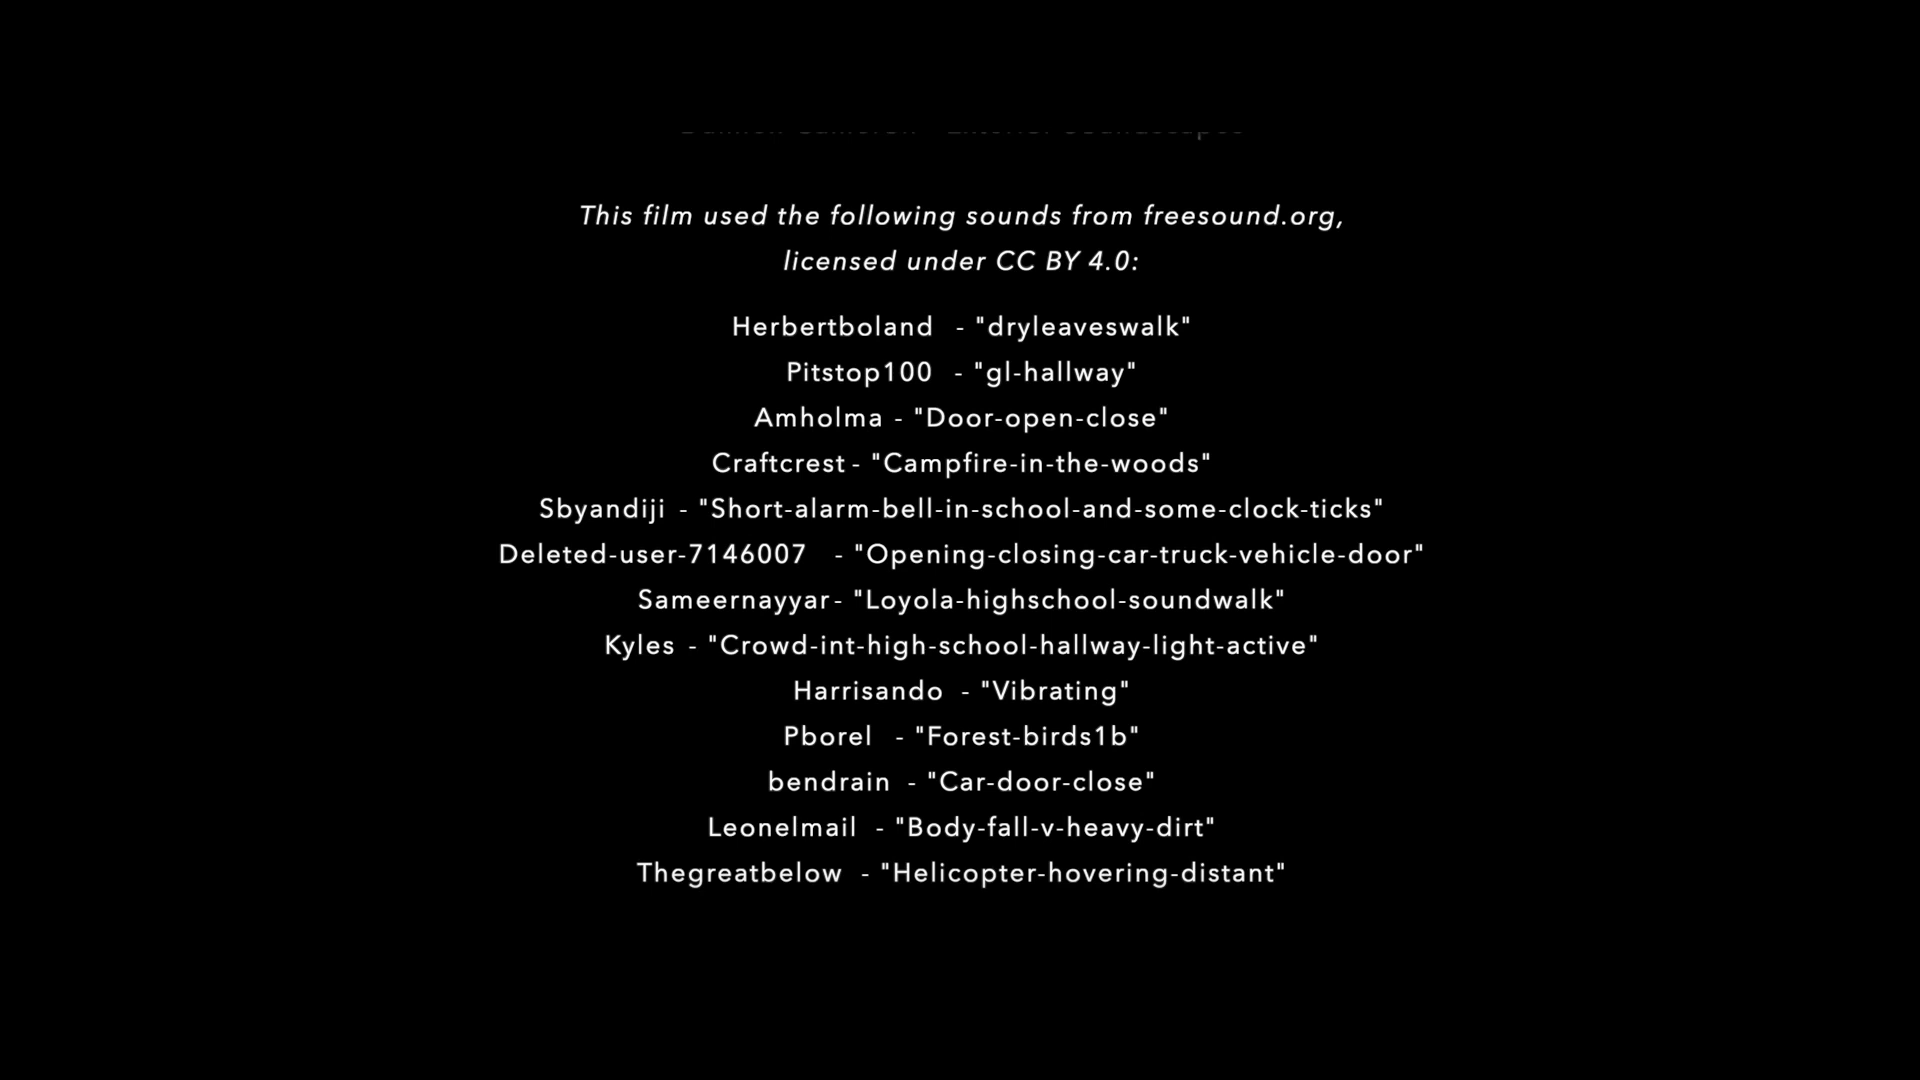 This film used the following sounds from freesound.org,
licensed under CC BY 4.0:
Herbertboland - "dryleaveswalk"
Pitstop100 - "gl-hallway"
Amholma - "Door-open-close"
Craftcrest - "Campfire-in-the-woods"
Sbyandiji - "Short-alarm-bell-in-school-and-some-clock-ticks"
Deleted-user-7146007 - "Opening-closing-car-truck-vehicle-door"
Sameernayyar- "Loyola-highschool-soundwalk"
Kyles - "Crowd-int-high-school-hallway-light-active"
Harrisando - "Vibrating"
Pborel - "Forest-birds1b"
bendrain - "Car-door-close"
Leonelmail - "Body-fall-v-heavy-dirt"
Thegreatbelow - "Helicopter-hovering-distant"